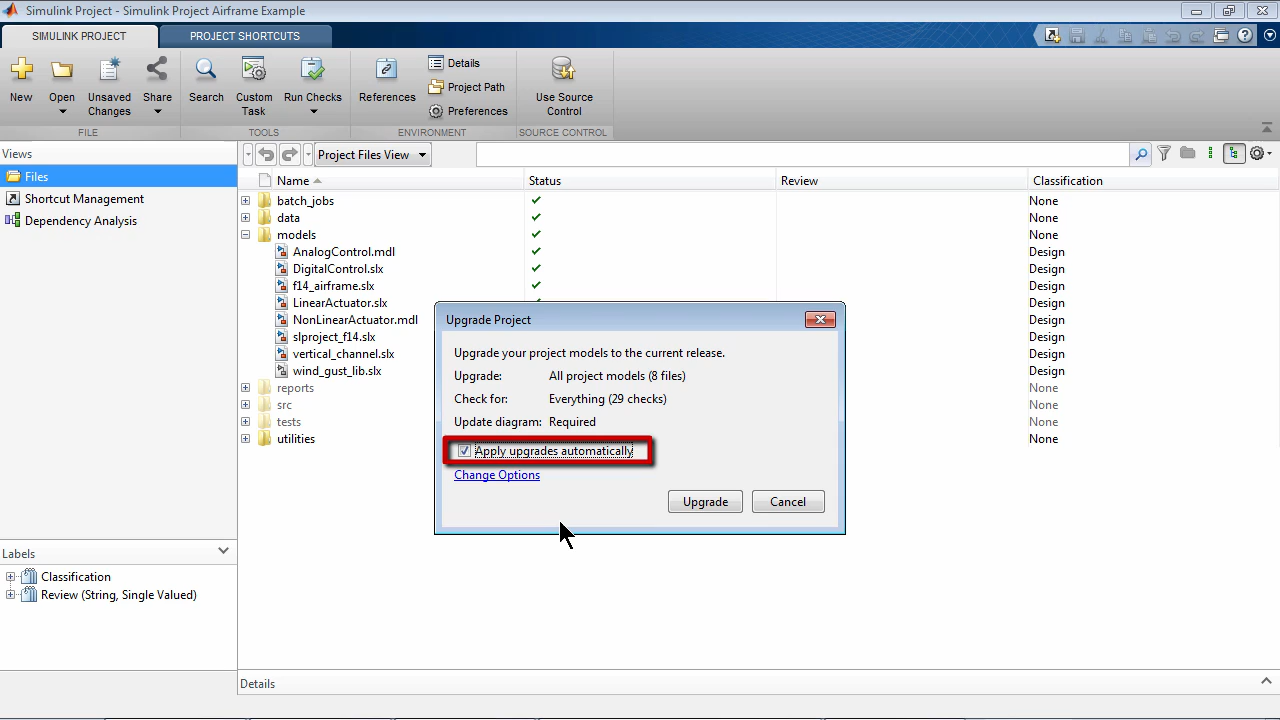 Simulink Project - Simulink Project Airframe Example
SIMULINK PROJECT
PROJECT SHORTCUTS
New
Open
Unsaved Changes
Share
Search
Custom Task
Run Checks
References
Details
Project Path
Preferences
Use Source Control
FILE
TOOLS
ENVIRONMENT
SOURCE CONTROL
Views
Project Files View
Files
Shortcut Management
Dependency Analysis
Name Status Review Classification
batch_jobs None
data None
models None
AnalogControl.mdl Design
DigitalControl.slx Design
f14_airframe.slx Design
LinearActuator.slx Design
NonLinearActuator.mdl Design
slproject_f14.slx Design
vertical_channel.slx Design
wind_gust_lib.slx Design
reports None
src None
tests None
utilities None
Upgrade Project
Upgrade your project models to the current release.
Upgrade: All project models (8 files)
Check for: Everything (29 checks)
Update diagram: Required
Apply upgrades automatically
Change Options
Upgrade Cancel
Labels
Classification
Review (String, Single Valued)
Details